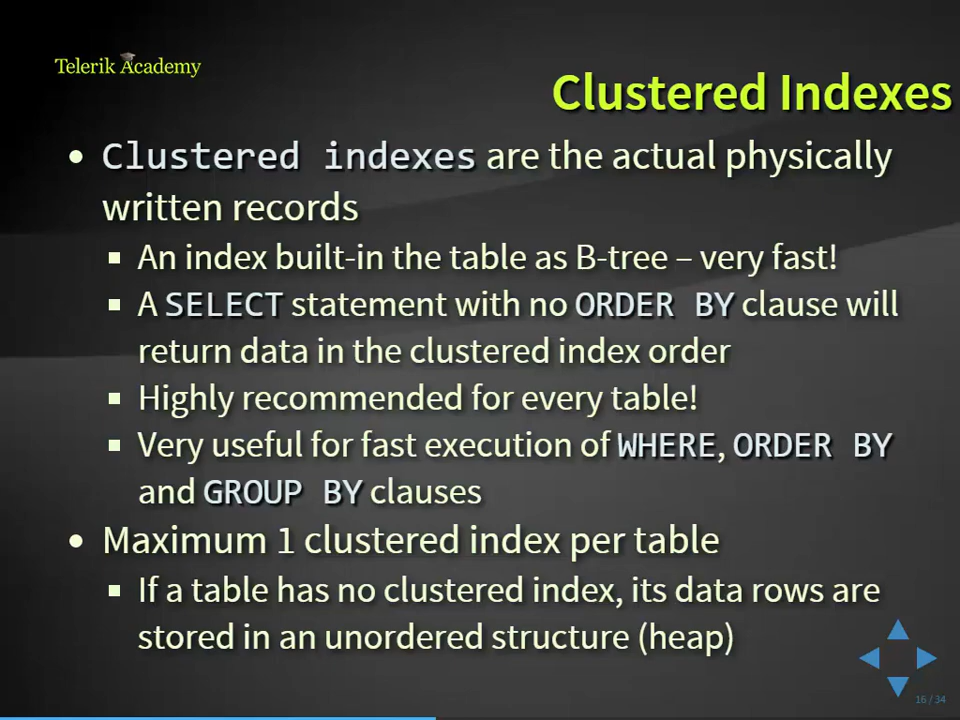 Telerik Academy
Clustered Indexes
• Clustered indexes are the actual physically
written records
▪ An index built-in the table as B-tree – very fast!
▪ A SELECT statement with no ORDER BY clause will
return data in the clustered index order
▪ Highly recommended for every table!
▪ Very useful for fast execution of WHERE, ORDER BY
and GROUP BY clauses
• Maximum 1 clustered index per table
▪ If a table has no clustered index, its data rows are
stored in an unordered structure (heap)
16 / 34